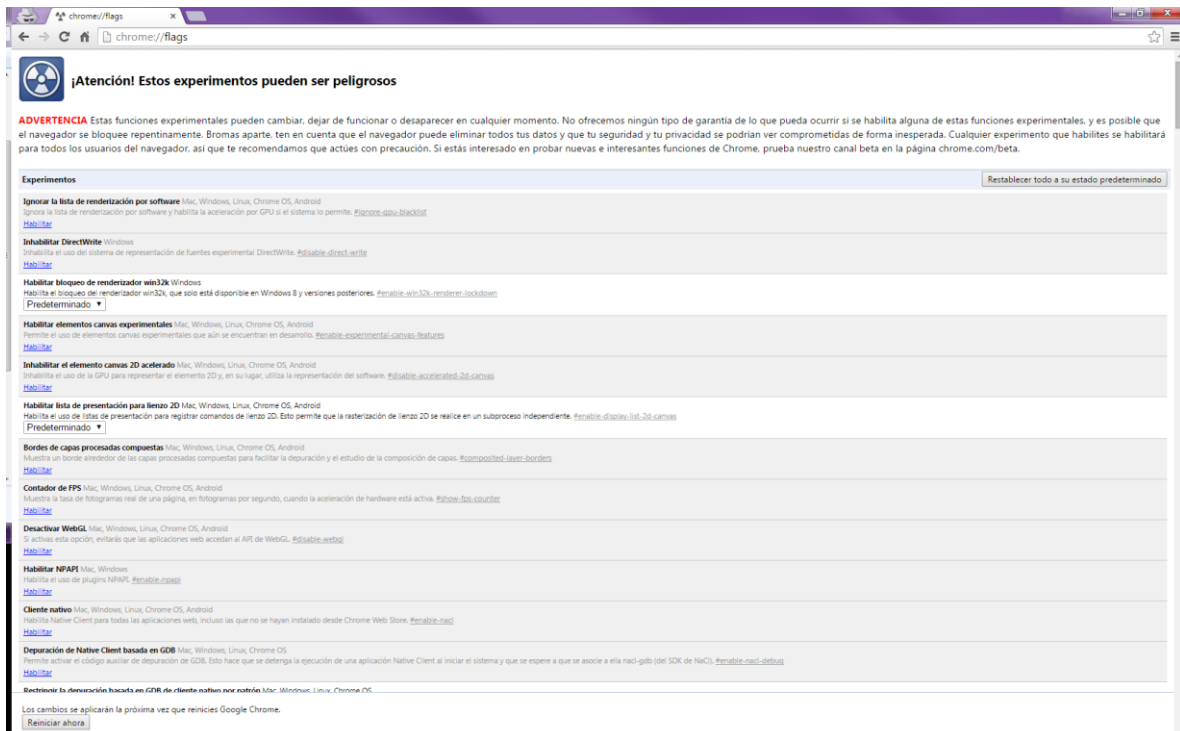 chrome://flags
chrome://flags
¡Atención! Estos experimentos pueden ser peligrosos
ADVERTENCIA Estas funciones experimentales pueden cambiar, dejar de funcionar o desaparecer en cualquier momento. No ofrecemos ningún tipo de garantía de lo que pueda ocurrir si se habilita alguna de estas funciones experimentales, y es posible que
el navegador se bloquee repentinamente. Bromas aparte, ten en cuenta que el navegador puede eliminar todos tus datos y que tu seguridad y tu privacidad se podrían ver comprometidas de forma inesperada. Cualquier experimento que habilites se habilitará
para todos los usuarios del navegador, así que te recomendamos que actúes con precaución. Si estás interesado en probar nuevas e interesantes funciones de Chrome, prueba nuestro canal beta en la página chrome.com/beta.
Experimentos
Restablecer todo a su estado predeterminado
Ignorar la lista de renderización por software Mac, Windows, Linux, Chrome OS, Android
Ignora la lista de renderización por software y habilita la aceleración por GPU si el sistema lo permite. #ignore-gpu-blacklist
Habilitar
Inhabilitar DirectWrite Windows
Inhabilita el uso del sistema de representación de fuentes experimental DirectWrite. #disable-direct-write
Habilitar
Habilitar bloqueo de renderizador win32k Windows
Habilita el bloqueo del renderizador win32k, que solo está disponible en Windows 8 y versiones posteriores. #enable-win32k-renderer-lockdown
Predeterminado
Habilitar elementos canvas experimentales Mac, Windows, Linux, Chrome OS, Android
Permite el uso de elementos canvas experimentales que aún se encuentran en desarrollo. #enable-experimental-canvas-features
Habilitar
Inhabilitar el elemento canvas 2D acelerado Mac, Windows, Linux, Chrome OS, Android
Inhabilita el uso de la GPU para representar el elemento 2D y, en su lugar, utiliza la representación del software. #disable-accelerated-2d-canvas
Habilitar
Habilitar lista de presentación para lienzo 2D Mac, Windows, Linux, Chrome OS, Android
Habilita el uso de listas de presentación para registrar comandos de lienzo 2D. Esto permite que la rasterización de lienzo 2D se realice en un subproceso independiente. #enable-display-list-2d-canvas
Predeterminado
Bordes de capas procesadas compuestas Mac, Windows, Linux, Chrome OS, Android
Muestra un borde alrededor de las capas procesadas compuestas para facilitar la depuración y el estudio de la composición de capas. #composited-layer-borders
Habilitar
Contador de FPS Mac, Windows, Linux, Chrome OS, Android
Muestra la tasa de fotogramas real de una página, en fotogramas por segundo, cuando la aceleración de hardware está activa. #show-fps-counter
Habilitar
Desactivar WebGL Mac, Windows, Linux, Chrome OS, Android
Si activas esta opción, evitarás que las aplicaciones web accedan al API de WebGL. #disable-webgl
Habilitar
Habilitar NPAPI Mac, Windows
Habilita el uso de plugins NPAPI. #enable-npapi
Habilitar
Cliente nativo Mac, Windows, Linux, Chrome OS, Android
Habilita Native Client para todas las aplicaciones web, incluso las que no se hayan instalado desde Chrome Web Store. #enable-nacl
Habilitar
Depuración de Native Client basada en GDB Mac, Windows, Linux, Chrome OS
Permite activar el código auxiliar de depuración de GDB. Esto hace que se detenga la ejecución de una aplicación Native Client al iniciar el sistema y que se espere a que se asocie a ella nacl-gdb (del SDK de NaCl). #enable-nacl-debug
Habilitar
Restringir la depuración basada en GDB de cliente nativo por patrón Mac, Windows, Linux, Chrome OS
Los cambios se aplicarán la próxima vez que reinicies Google Chrome.
Reiniciar ahora